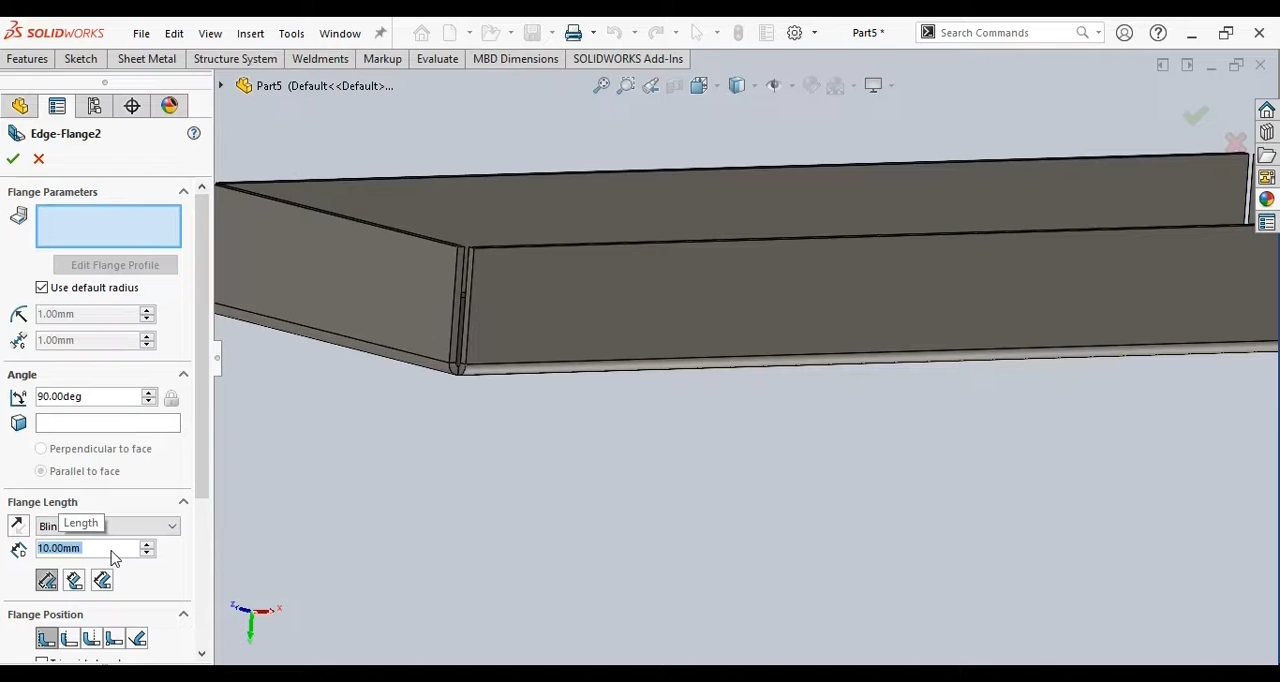 SOLIDWORKS File Edit View Insert Tools Window Part5 * Search Commands
Features Sketch Sheet Metal Structure System Weldments Markup Evaluate MBD Dimensions SOLIDWORKS Add-Ins
Part5 (Default<<Default>...
Edge-Flange2
Flange Parameters
Edit Flange Profile
Use default radius
1.00mm
1.00mm
Angle
90.00deg
Perpendicular to face
Parallel to face
Flange Length
Blin
Length
10.00mm
Flange Position
z x y